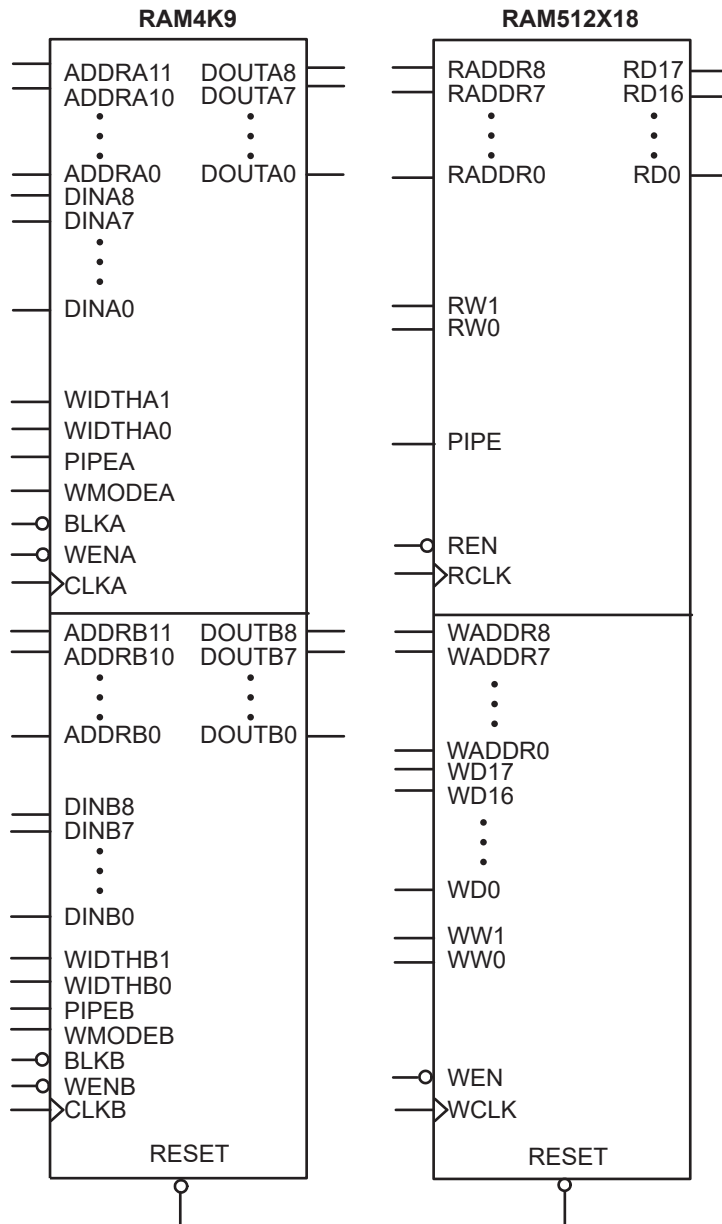 RAM4K9
ADDRA11 DOUTA8
ADDRA10 DOUTA7
ADDRA0 DOUTA0
DINA8
DINA7
DINA0
WIDTHA1
WIDTHA0
PIPEA
WMODEA
BLKA
WENA
CLKA
ADDRB11 DOUTB8
ADDRB10 DOUTB7
ADDRB0 DOUTB0
DINB8
DINB7
DINB0
WIDTHB1
WIDTHB0
PIPEB
WMODEB
BLKB
WENB
CLKB
RESET
RAM512X18
RADDR8 RD17
RADDR7 RD16
RADDR0 RD0
RW1
RW0
PIPE
REN
RCLK
WADDR8
WADDR7
WADDR0
WD17
WD16
WD0
WW1
WW0
WEN
WCLK
RESET